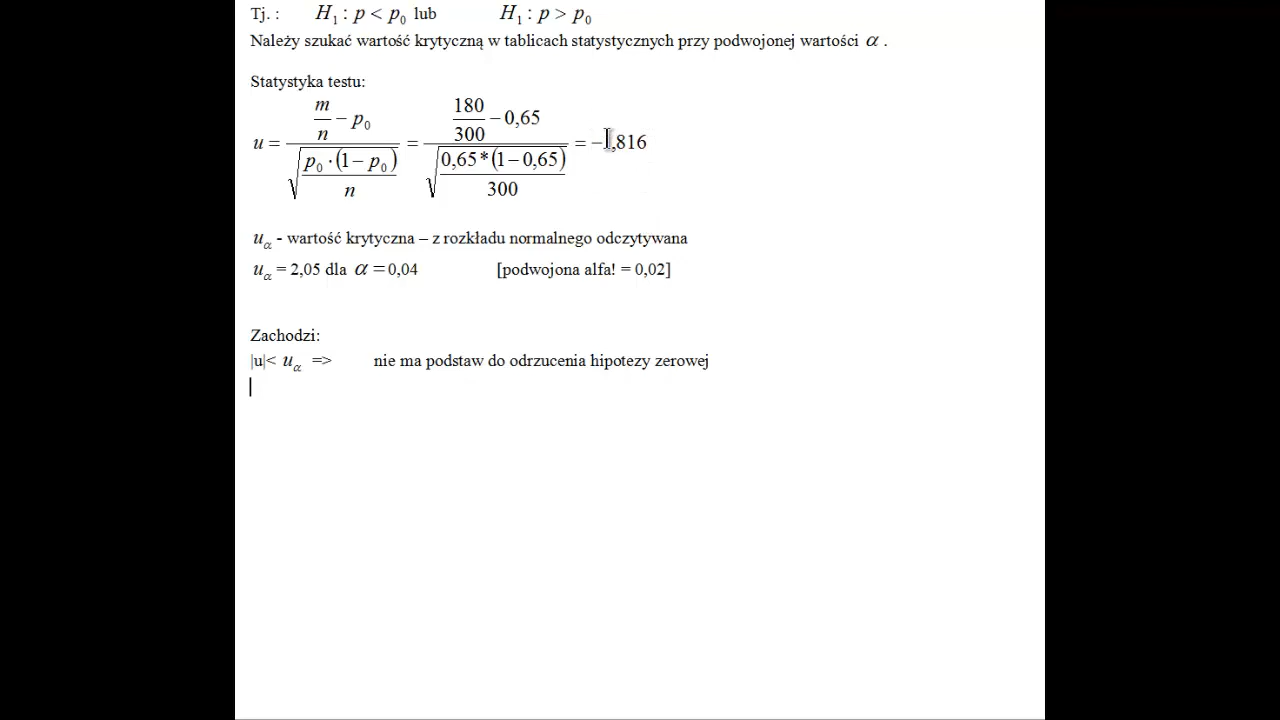 Tj. : H₁ : p < p₀ lub H₁ : p > p₀
Należy szukać wartość krytyczną w tablicach statystycznych przy podwojonej wartości α .
Statystyka testu:
u = (m/n − p₀) / √(p₀ · (1 − p₀) / n) = (180/300 − 0,65) / √(0,65 * (1 − 0,65) / 300) = −1,816
u_α - wartość krytyczna – z rozkładu normalnego odczytywana
u_α = 2,05 dla α = 0,04 [podwojona alfa! = 0,02]
Zachodzi:
|u|< u_α => nie ma podstaw do odrzucenia hipotezy zerowej